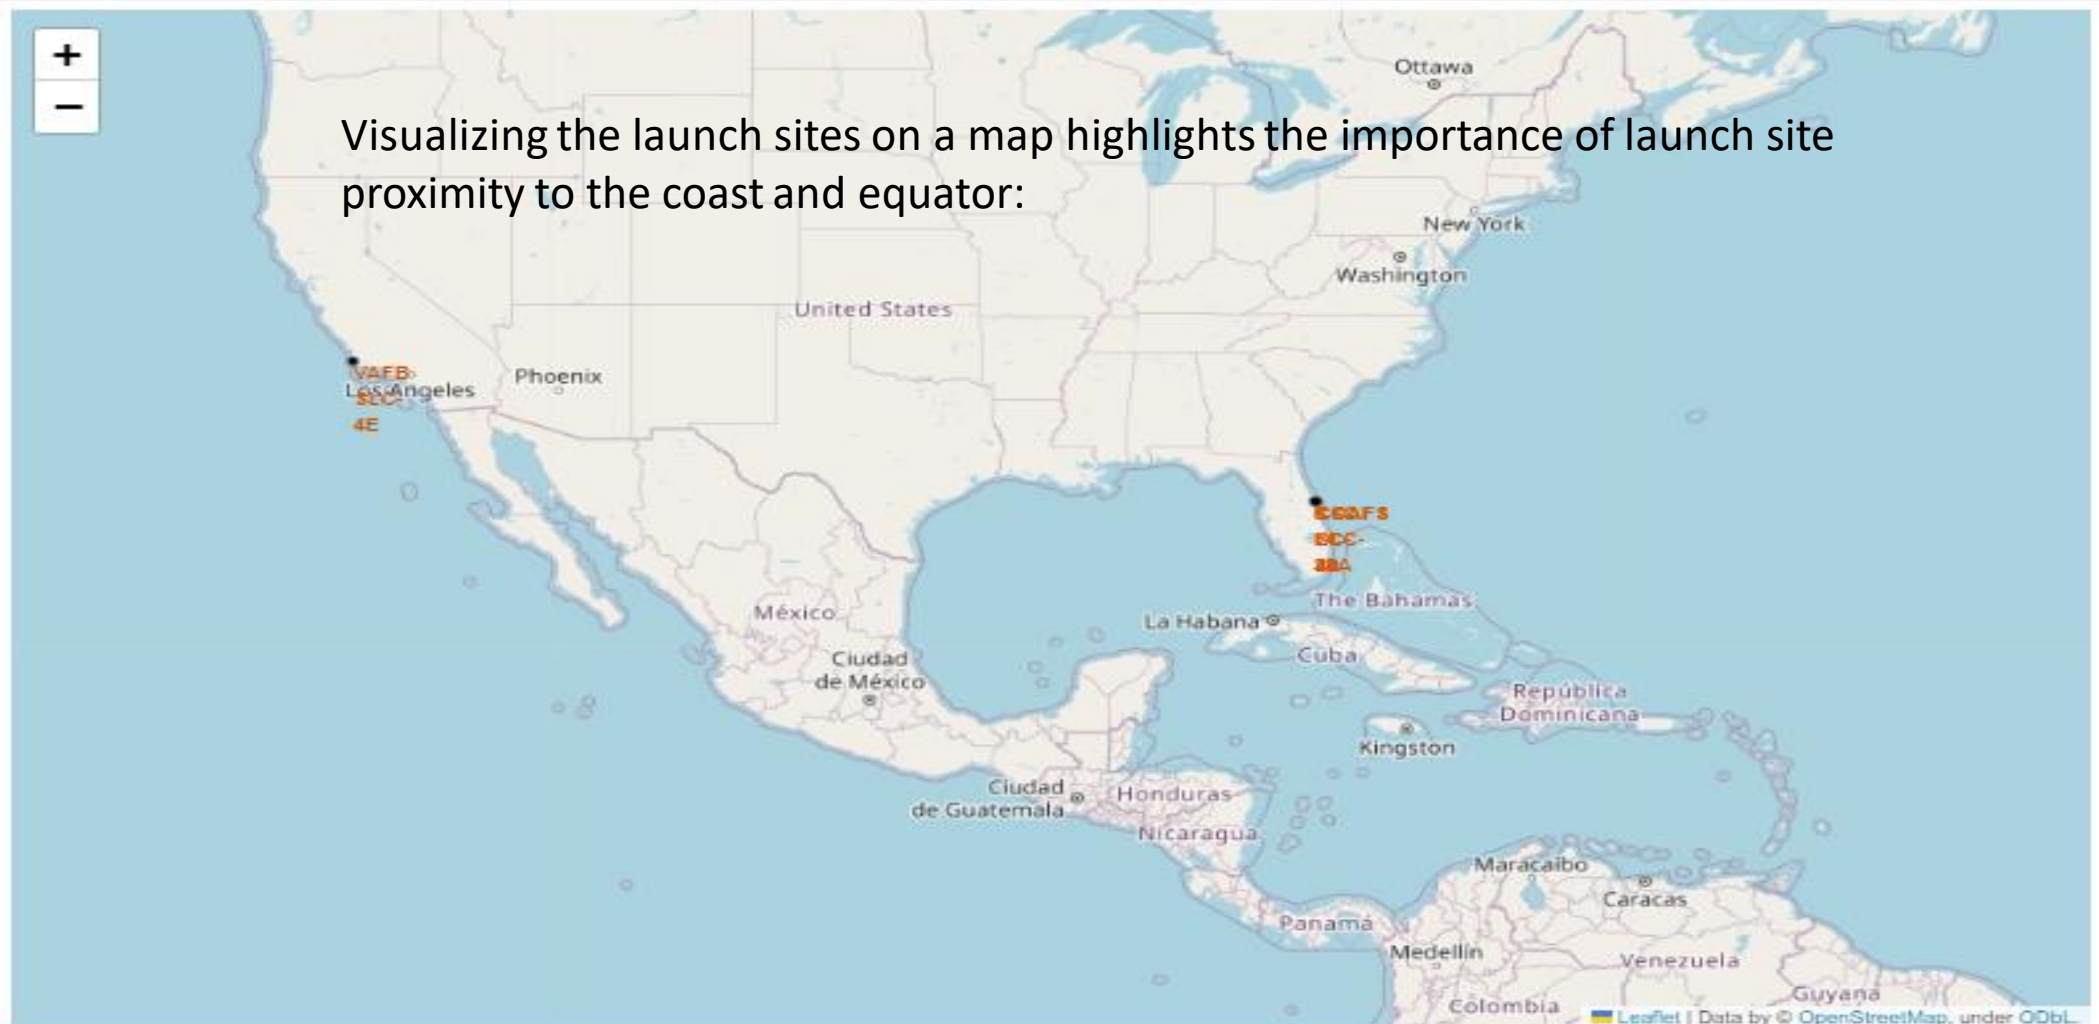 +
−
Visualizing the launch sites on a map highlights the importance of launch site
proximity to the coast and equator:
Ottawa
New York
Washington
United States
VAFB
SLC-
4E
Los Angeles
Phoenix
The Bahamas
La Habana
Cuba
México
Ciudad
de México
República
Dominicana
Kingston
Ciudad
de Guatemala
Honduras
Nicaragua
Maracaibo
Caracas
Panamá
Medellín
Venezuela
Guyana
Colombia
Leaflet | Data by © OpenStreetMap, under ODbL.